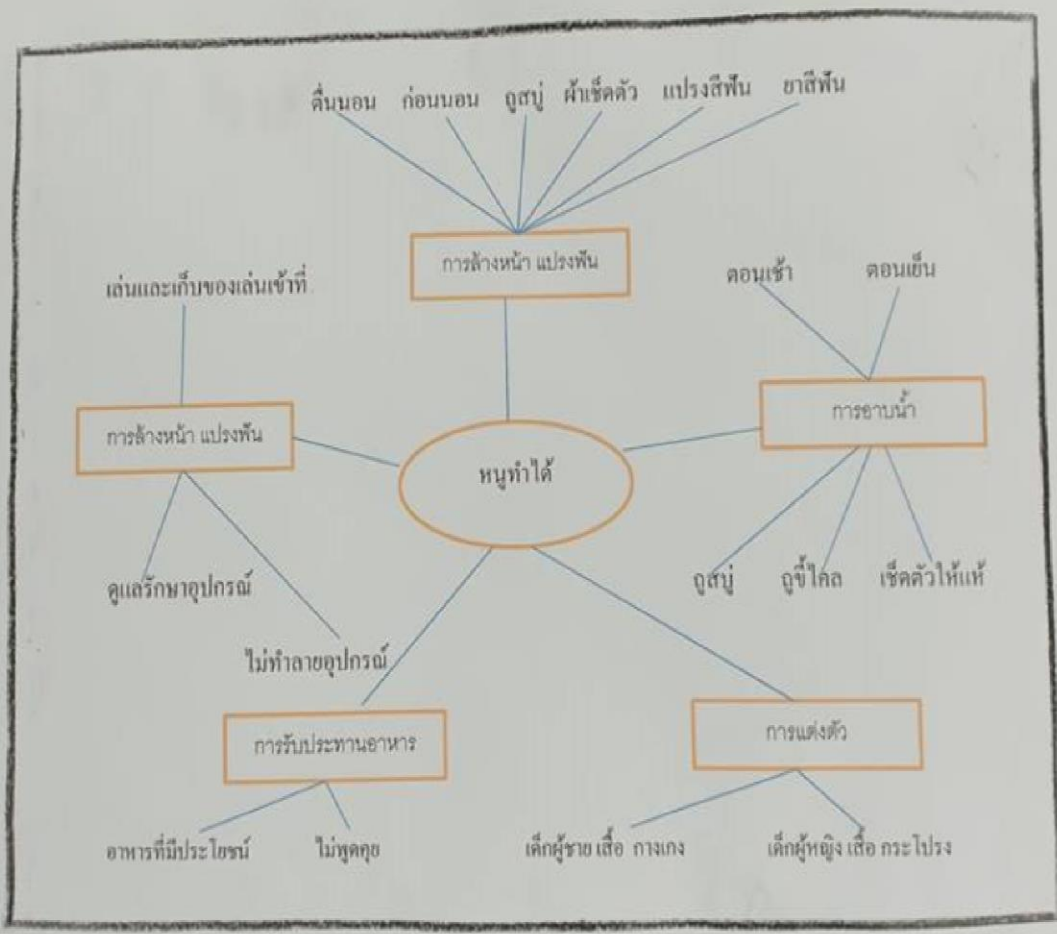 ตื่นนอน ก่อนนอน ถูสบู่ ผ้าเช็ดตัว แปรงสีฟัน ยาสีฟัน
การล้างหน้า แปรงฟัน
ตอนเช้า ตอนเย็น
เล่นและเก็บของเล่นเข้าที่
การอาบน้ำ
การล้างหน้า แปรงฟัน
หนูทำได้
ถูสบู่ ถูขี้ไคล เช็ดตัวให้แห้
ดูแลรักษาอุปกรณ์
ไม่ทำลายอุปกรณ์
การรับประทานอาหาร
การแต่งตัว
อาหารที่มีประโยชน์ ไม่พูดคุย
เด็กผู้ชาย เสื้อ กางเกง เด็กผู้หญิง เสื้อ กระโปรง